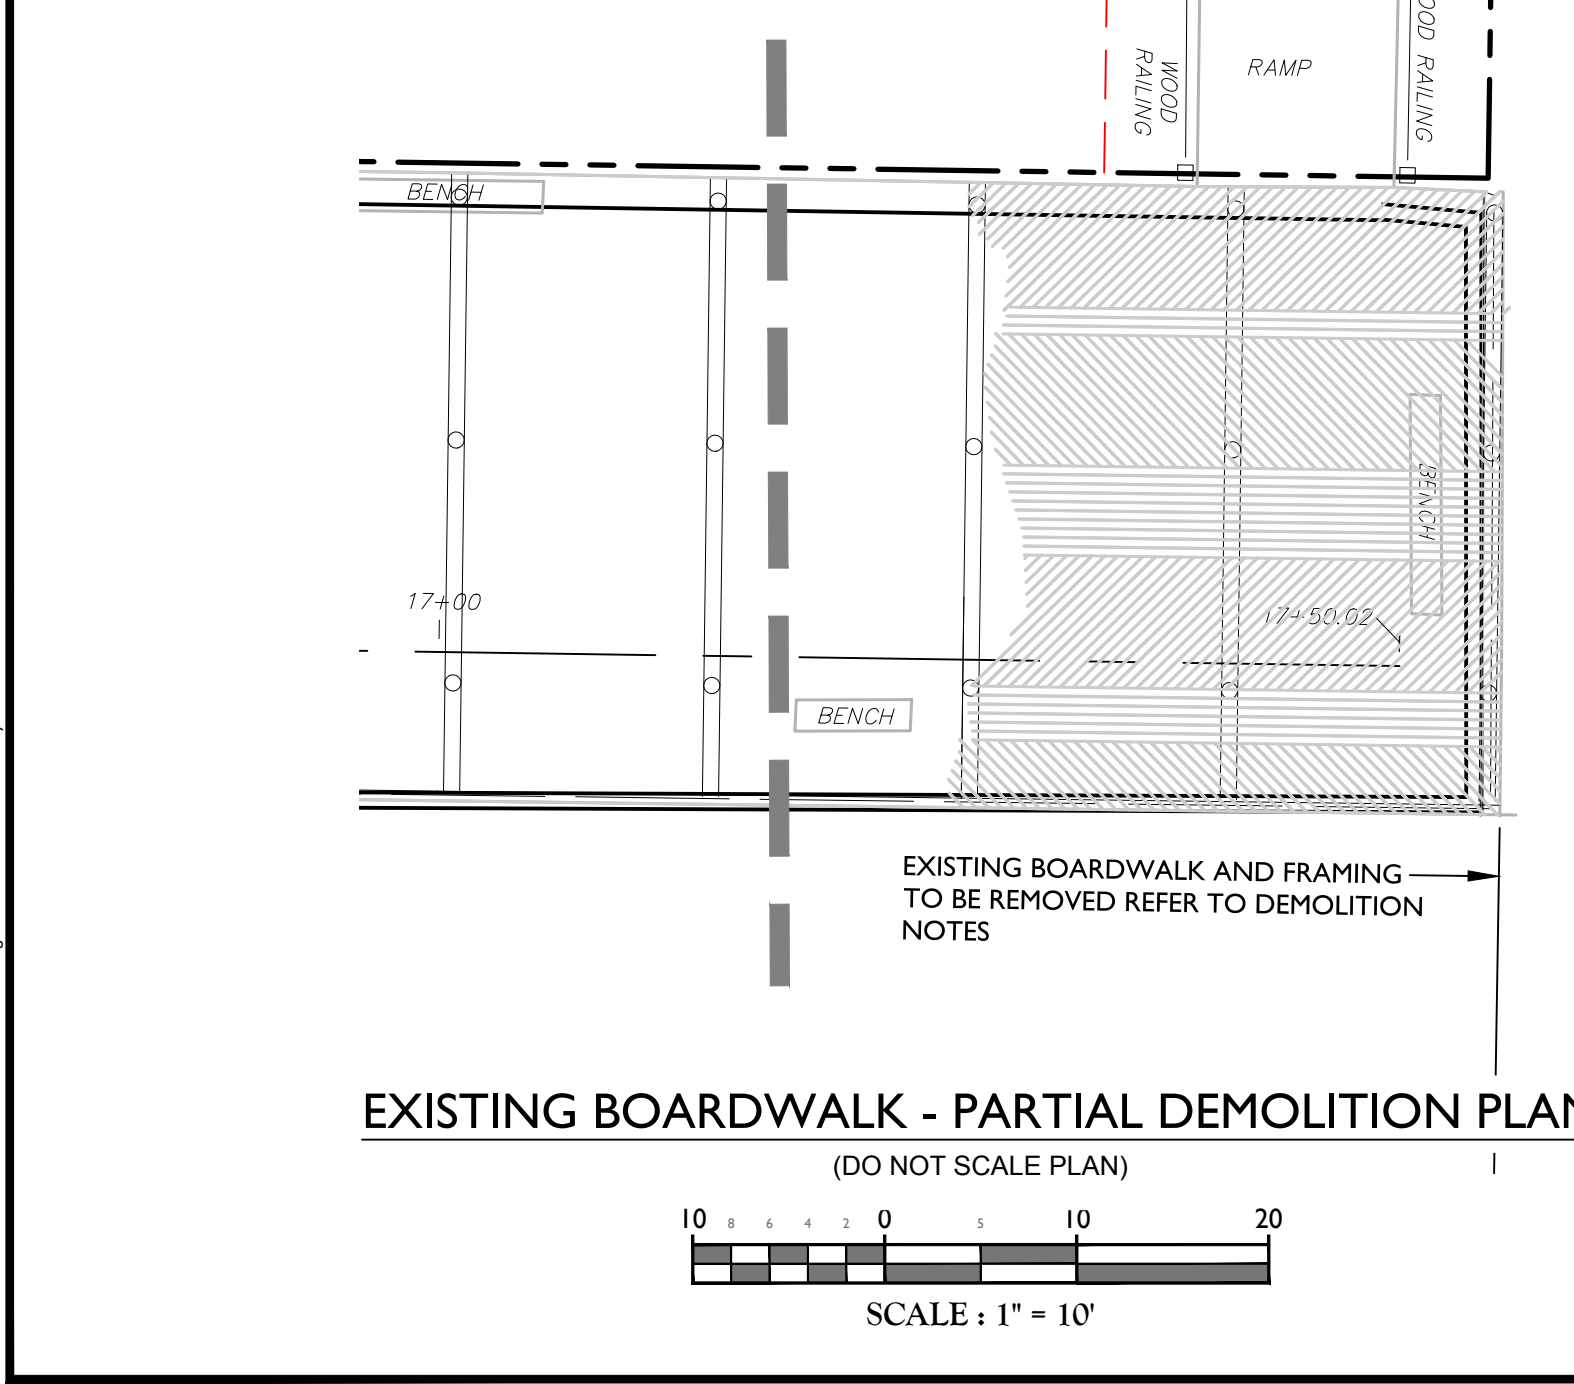 WOOD
RAILING
RAMP
RAILING
BENCH
BENCH
17+00
17+50.02
BENCH
EXISTING BOARDWALK AND FRAMING
TO BE REMOVED REFER TO DEMOLITION
NOTES
EXISTING BOARDWALK - PARTIAL DEMOLITION
(DO NOT SCALE PLAN)
10 8 6 4 2 0 5 10 20
SCALE : 1" = 10'